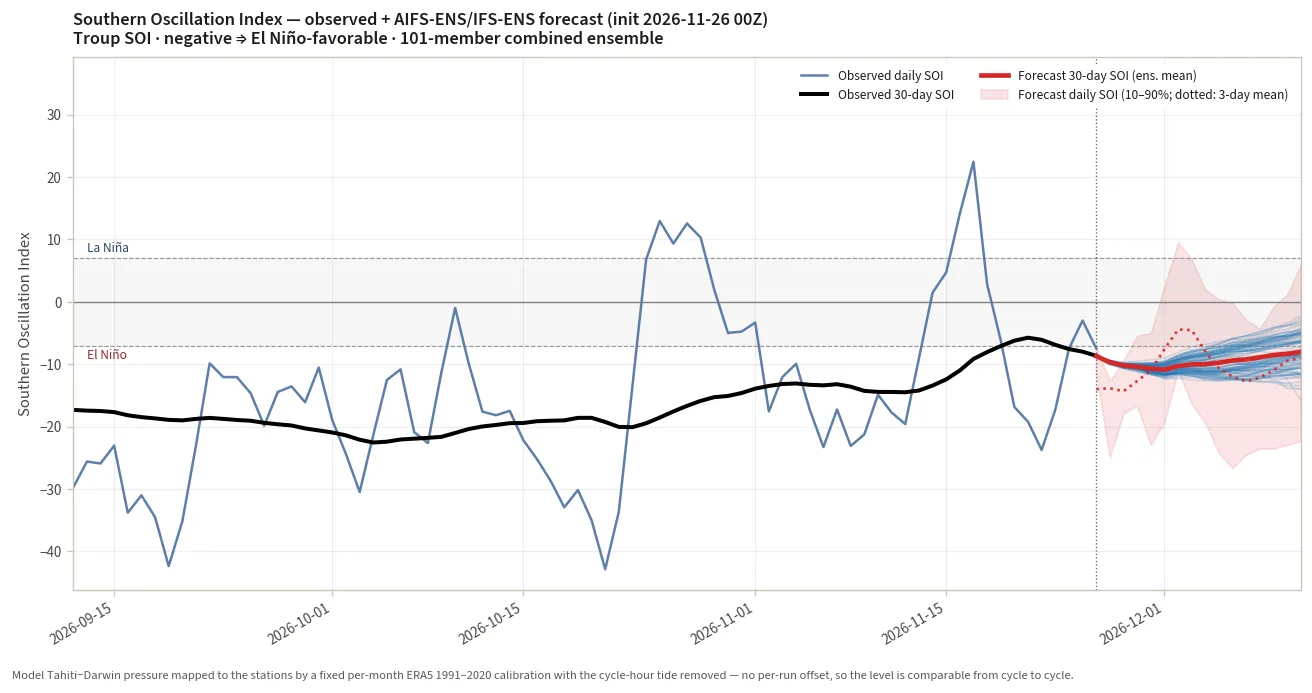 Southern Oscillation Index — observed + AIFS-ENS/IFS-ENS forecast (init 2026-11-26 00Z)
Troup SOI · negative ⇒ El Niño-favorable · 101-member combined ensemble
Observed daily SOI
Observed 30-day SOI
Forecast 30-day SOI (ens. mean)
Forecast daily SOI (10–90%; dotted: 3-day mean)
Southern Oscillation Index
30
20
10
0
−10
−20
−30
−40
La Niña
El Niño
2026-09-15
2026-10-01
2026-10-15
2026-11-01
2026-11-15
2026-12-01
Model Tahiti−Darwin pressure mapped to the stations by a fixed per-month ERA5 1991–2020 calibration with the cycle-hour tide removed — no per-run offset, so the level is comparable from cycle to cycle.